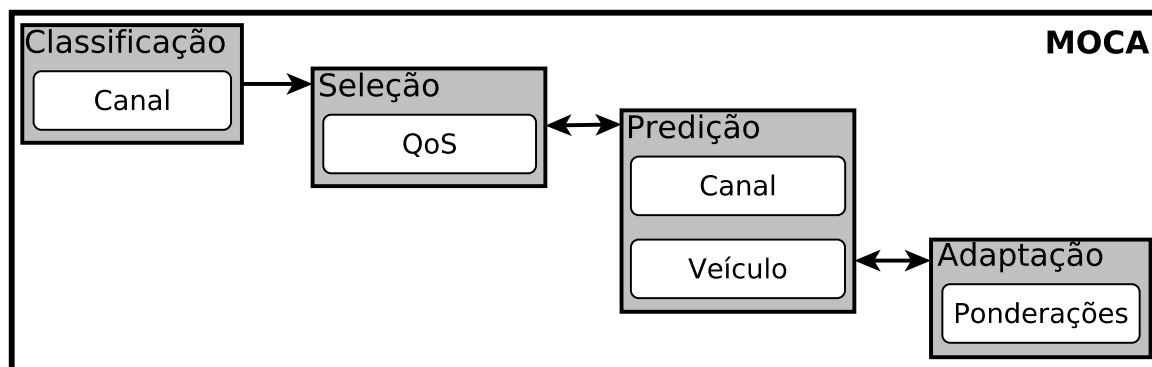 MOCA
Classificação
Canal
Seleção
QoS
Predição
Canal
Veículo
Adaptação
Ponderações